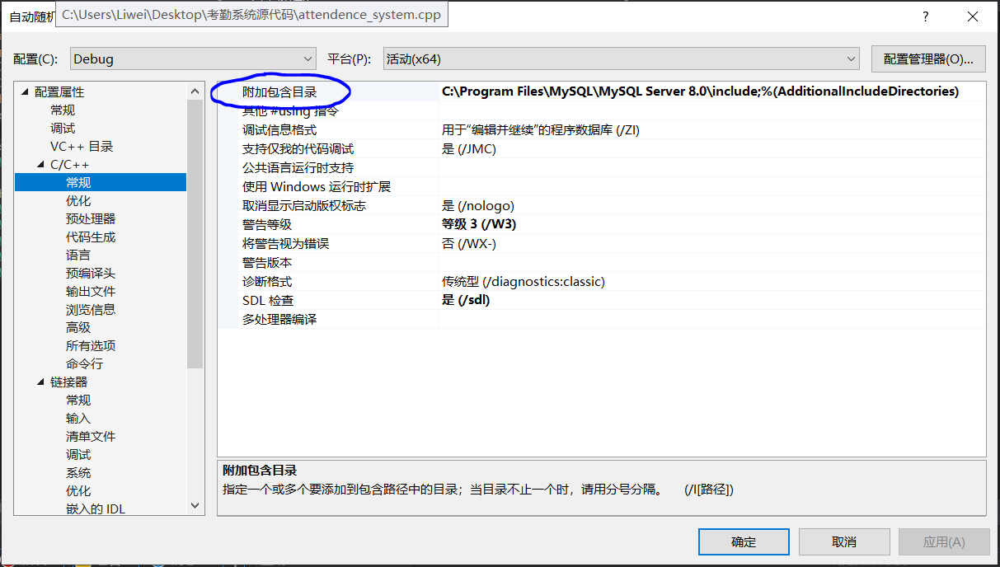 自动随机
C:\Users\Liwei\Desktop\考勤系统源代码\attendence_system.cpp
?
配置(C):
Debug
平台(P):
活动(x64)
配置管理器(O)...
配置属性
常规
调试
VC++ 目录
C/C++
常规
优化
预处理器
代码生成
语言
预编译头
输出文件
浏览信息
高级
所有选项
命令行
链接器
常规
输入
清单文件
调试
系统
优化
嵌入的 IDL
附加包含目录 C:\Program Files\MySQL\MySQL Server 8.0\include;%(AdditionalIncludeDirectories)
其他 #using 指令
调试信息格式 用于“编辑并继续”的程序数据库 (/ZI)
支持仅我的代码调试 是 (/JMC)
公共语言运行时支持
使用 Windows 运行时扩展
取消显示启动版权标志 是 (/nologo)
警告等级 等级 3 (/W3)
将警告视为错误 否 (/WX-)
警告版本
诊断格式 传统型 (/diagnostics:classic)
SDL 检查 是 (/sdl)
多处理器编译
附加包含目录
指定一个或多个要添加到包含路径中的目录；当目录不止一个时，请用分号分隔。 (/I[路径])
确定
取消
应用(A)